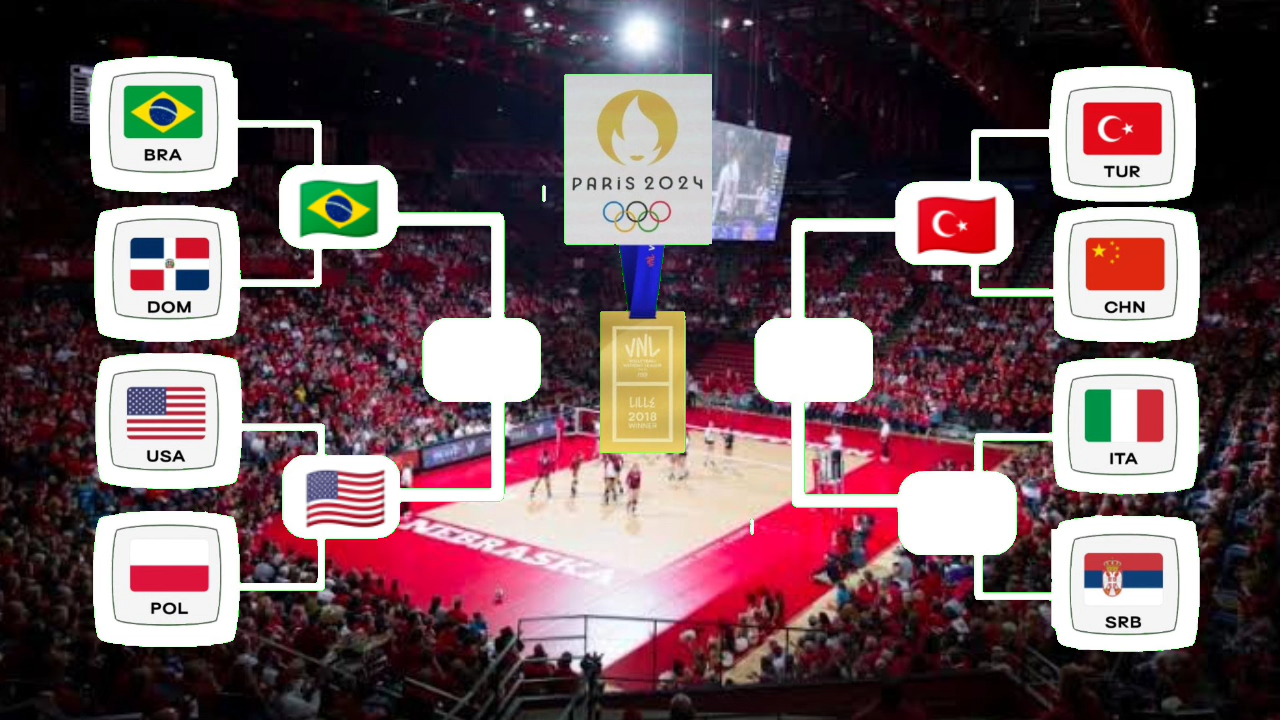 BRA
DOM
USA
POL
PARIS 2024
VNL
LILLE
2018
WINNER
NEBRASKA
TUR
CHN
ITA
SRB